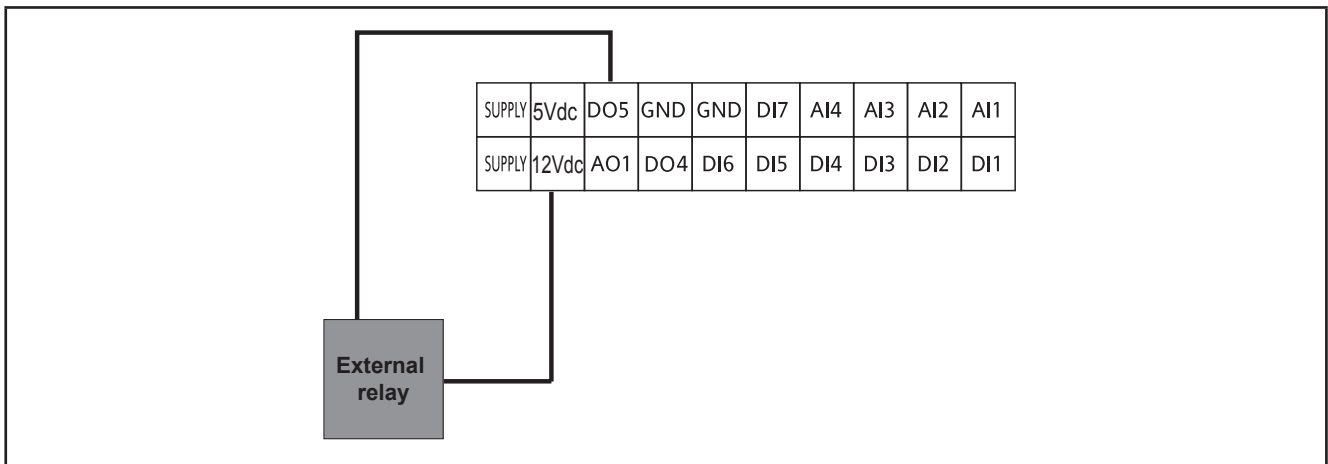 SUPPLY 5Vdc DO5 GND GND DI7 AI4 AI3 AI2 AI1
SUPPLY 12Vdc AO1 DO4 DI6 DI5 DI4 DI3 DI2 DI1
External
relay